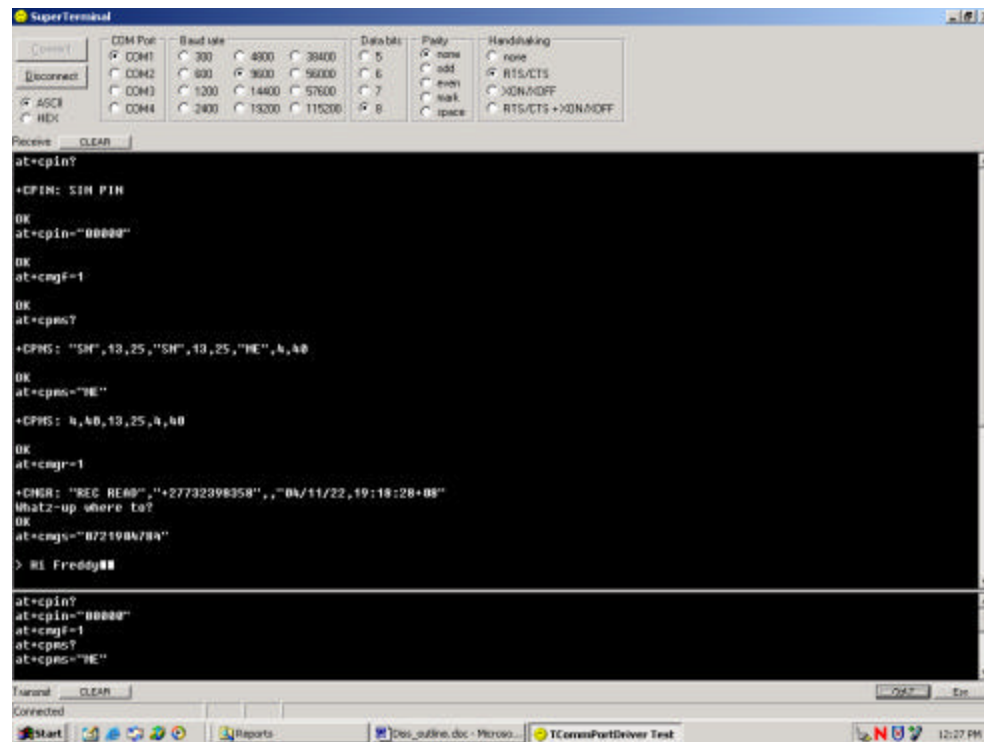 SuperTerminal
Connect
Disconnect
ASCII
HEX
COM Port
COM1
COM2
COM3
COM4
Baud rate
300
600
1200
2400
4800
9600
14400
19200
38400
56000
57600
115200
Data bits
5
6
7
8
Parity
none
odd
even
mark
space
Handshaking
none
RTS/CTS
XON/XOFF
RTS/CTS + XON/XOFF
Receive CLEAR
at+cpin?
+CPIN: SIM PIN
OK
at+cpin="00000"
OK
at+cmgf=1
OK
at+cpms?
+CPMS: "SM",13,25,"SM",13,25,"ME",4,40
OK
at+cpms="ME"
+CPMS: 4,40,13,25,4,40
OK
at+cmgr=1
+CMGR: "REC READ","+27732398358",,"04/11/22,19:18:28+08"
Whatz-up where to?
OK
at+cmgs="0721904784"
> Hi Freddy
at+cpin?
at+cpin="00000"
at+cmgf=1
at+cpms?
at+cpms="ME"
Transmit CLEAR
Connected
Start
Reports
Diss_outline.doc - Microso...
TCommPortDriver Test
12:27 PM